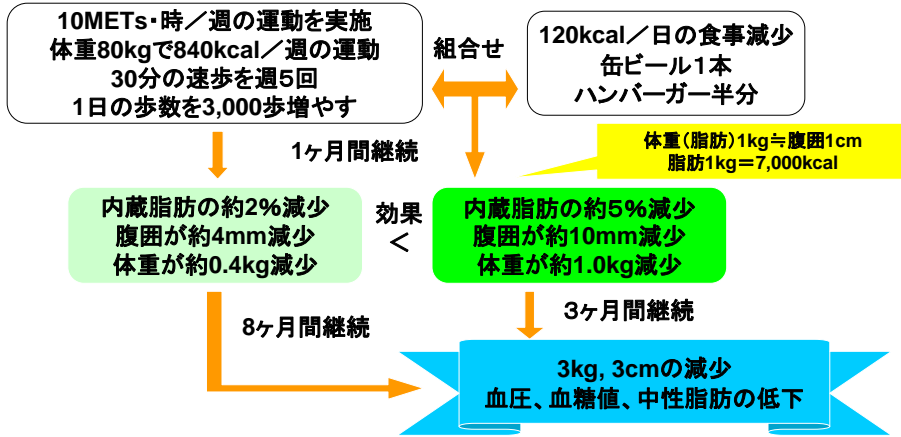 10METs・時／週の運動を実施
体重80kgで840kcal／週の運動
30分の速歩を週5回
1日の歩数を3,000歩増やす
組合せ
120kcal／日の食事減少
缶ビール１本
ハンバーガー半分
1ヶ月間継続
体重（脂肪）1kg≒腹囲1cm
脂肪1kg＝7,000kcal
内蔵脂肪の約2％減少
腹囲が約4mm減少
体重が約0.4kg減少
効果
＜
内蔵脂肪の約5％減少
腹囲が約10mm減少
体重が約1.0kg減少
8ヶ月間継続
３ヶ月間継続
3kg, 3cmの減少
血圧、血糖値、中性脂肪の低下